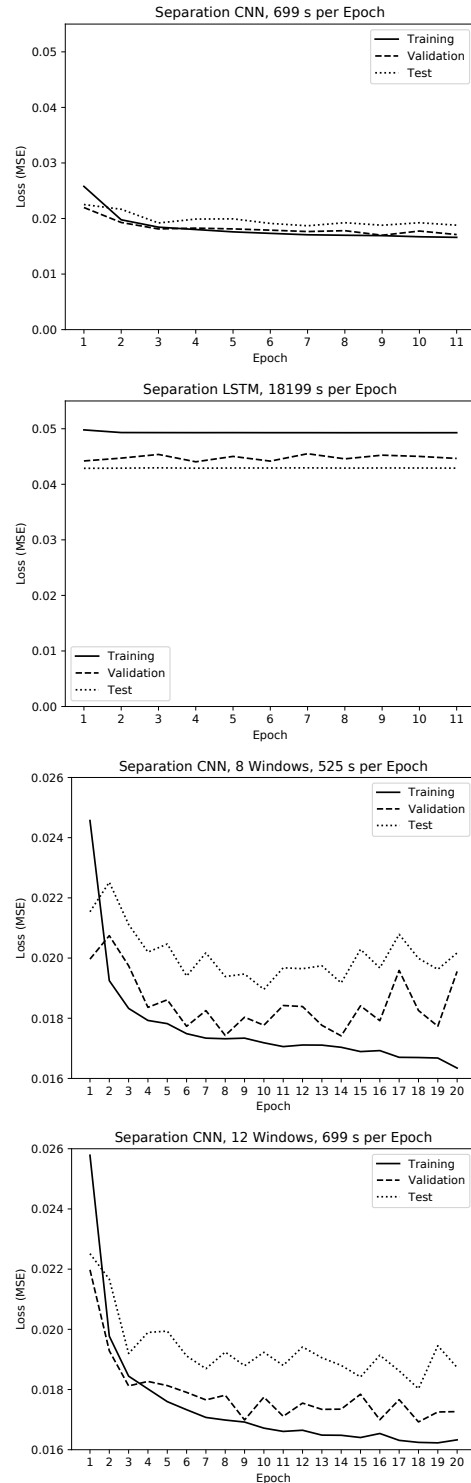 Separation CNN, 699 s per Epoch
Training
Validation
Test
0.05
0.04
0.03
0.02
0.01
0.00
Loss (MSE)
1 2 3 4 5 6 7 8 9 10 11
Epoch
Separation LSTM, 18199 s per Epoch
0.05
0.04
0.03
0.02
0.01
0.00
Loss (MSE)
Training
Validation
Test
1 2 3 4 5 6 7 8 9 10 11
Epoch
Separation CNN, 8 Windows, 525 s per Epoch
Training
Validation
Test
0.026
0.024
0.022
0.020
0.018
0.016
Loss (MSE)
1 2 3 4 5 6 7 8 9 10 11 12 13 14 15 16 17 18 19 20
Epoch
Separation CNN, 12 Windows, 699 s per Epoch
Training
Validation
Test
0.026
0.024
0.022
0.020
0.018
0.016
Loss (MSE)
1 2 3 4 5 6 7 8 9 10 11 12 13 14 15 16 17 18 19 20
Epoch